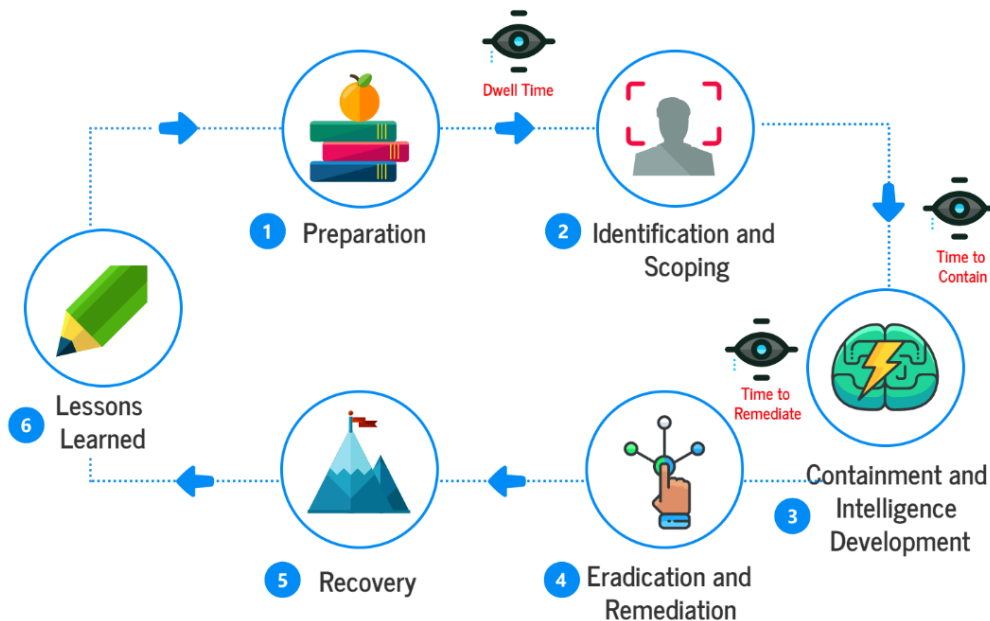 Dwell Time
1 Preparation
2 Identification and
Scoping
Time to
Contain
Time to
Remediate
3 Containment and
Intelligence
Development
4 Eradication and
Remediation
5 Recovery
6 Lessons
Learned